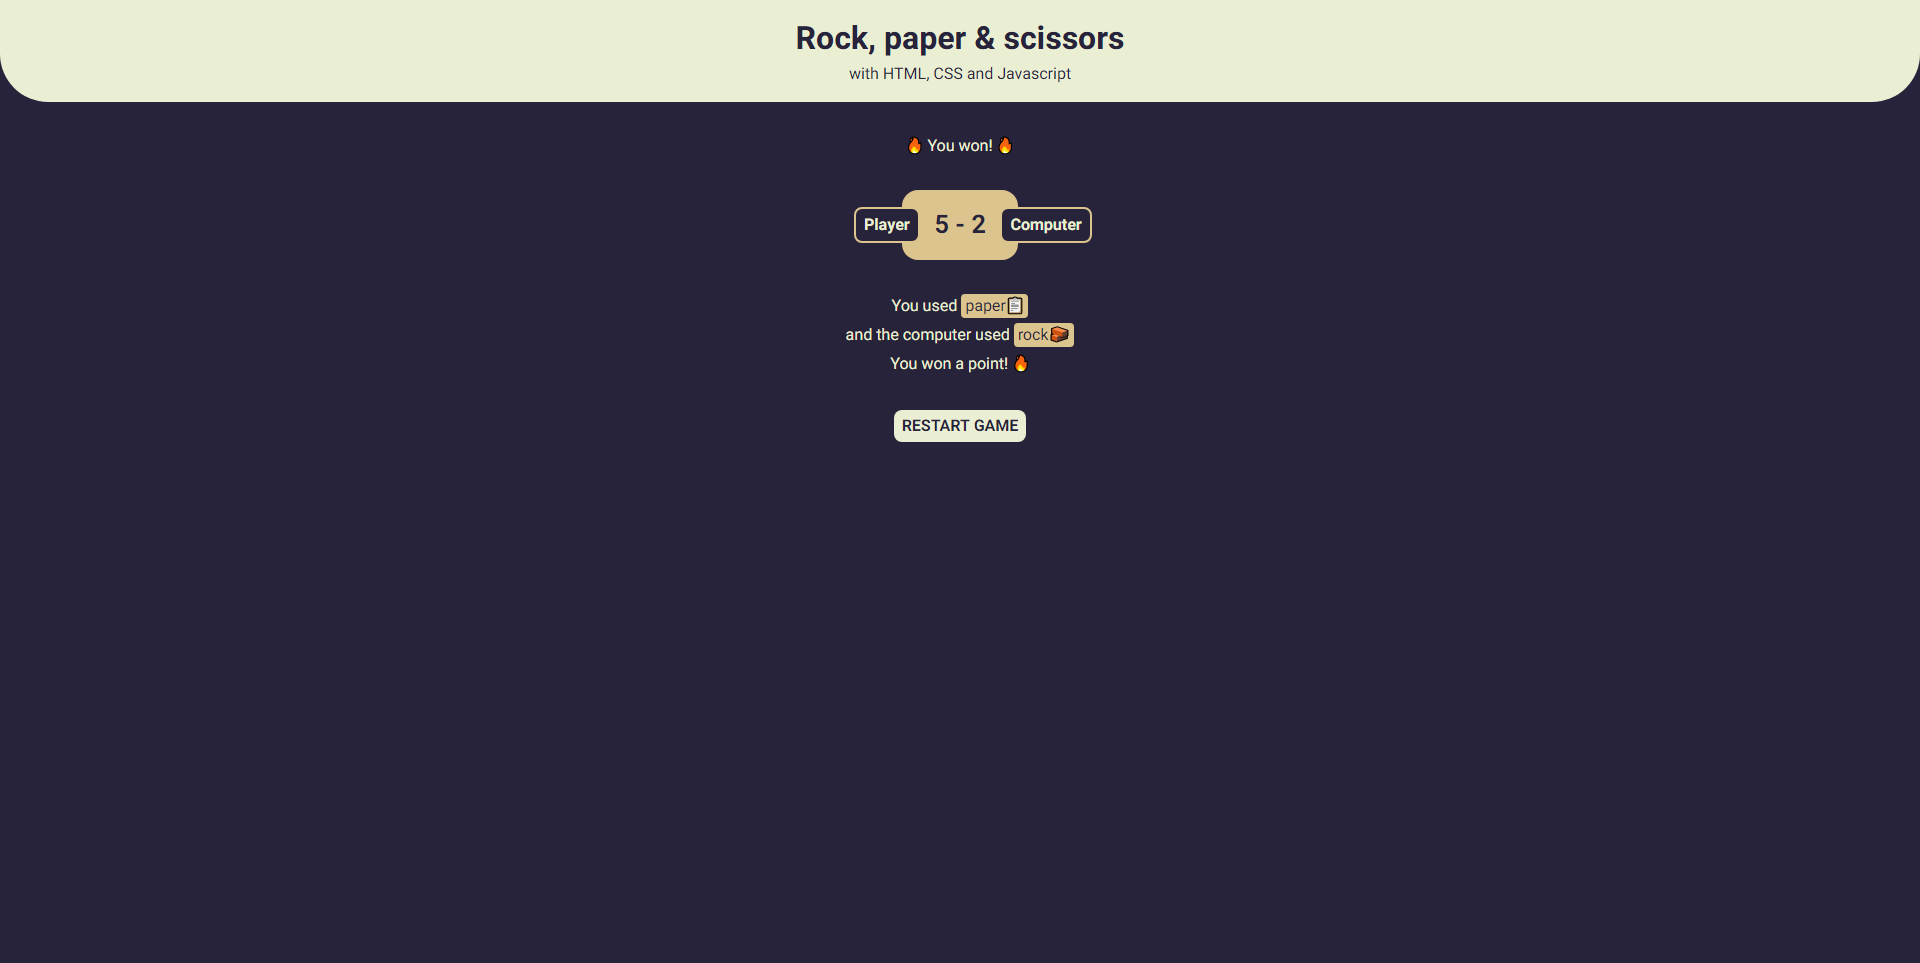 Rock, paper & scissors
with HTML, CSS and Javascript
🔥 You won! 🔥
Player 5 - 2 Computer
You used paper📋
and the computer used rock🧱
You won a point! 🔥
RESTART GAME